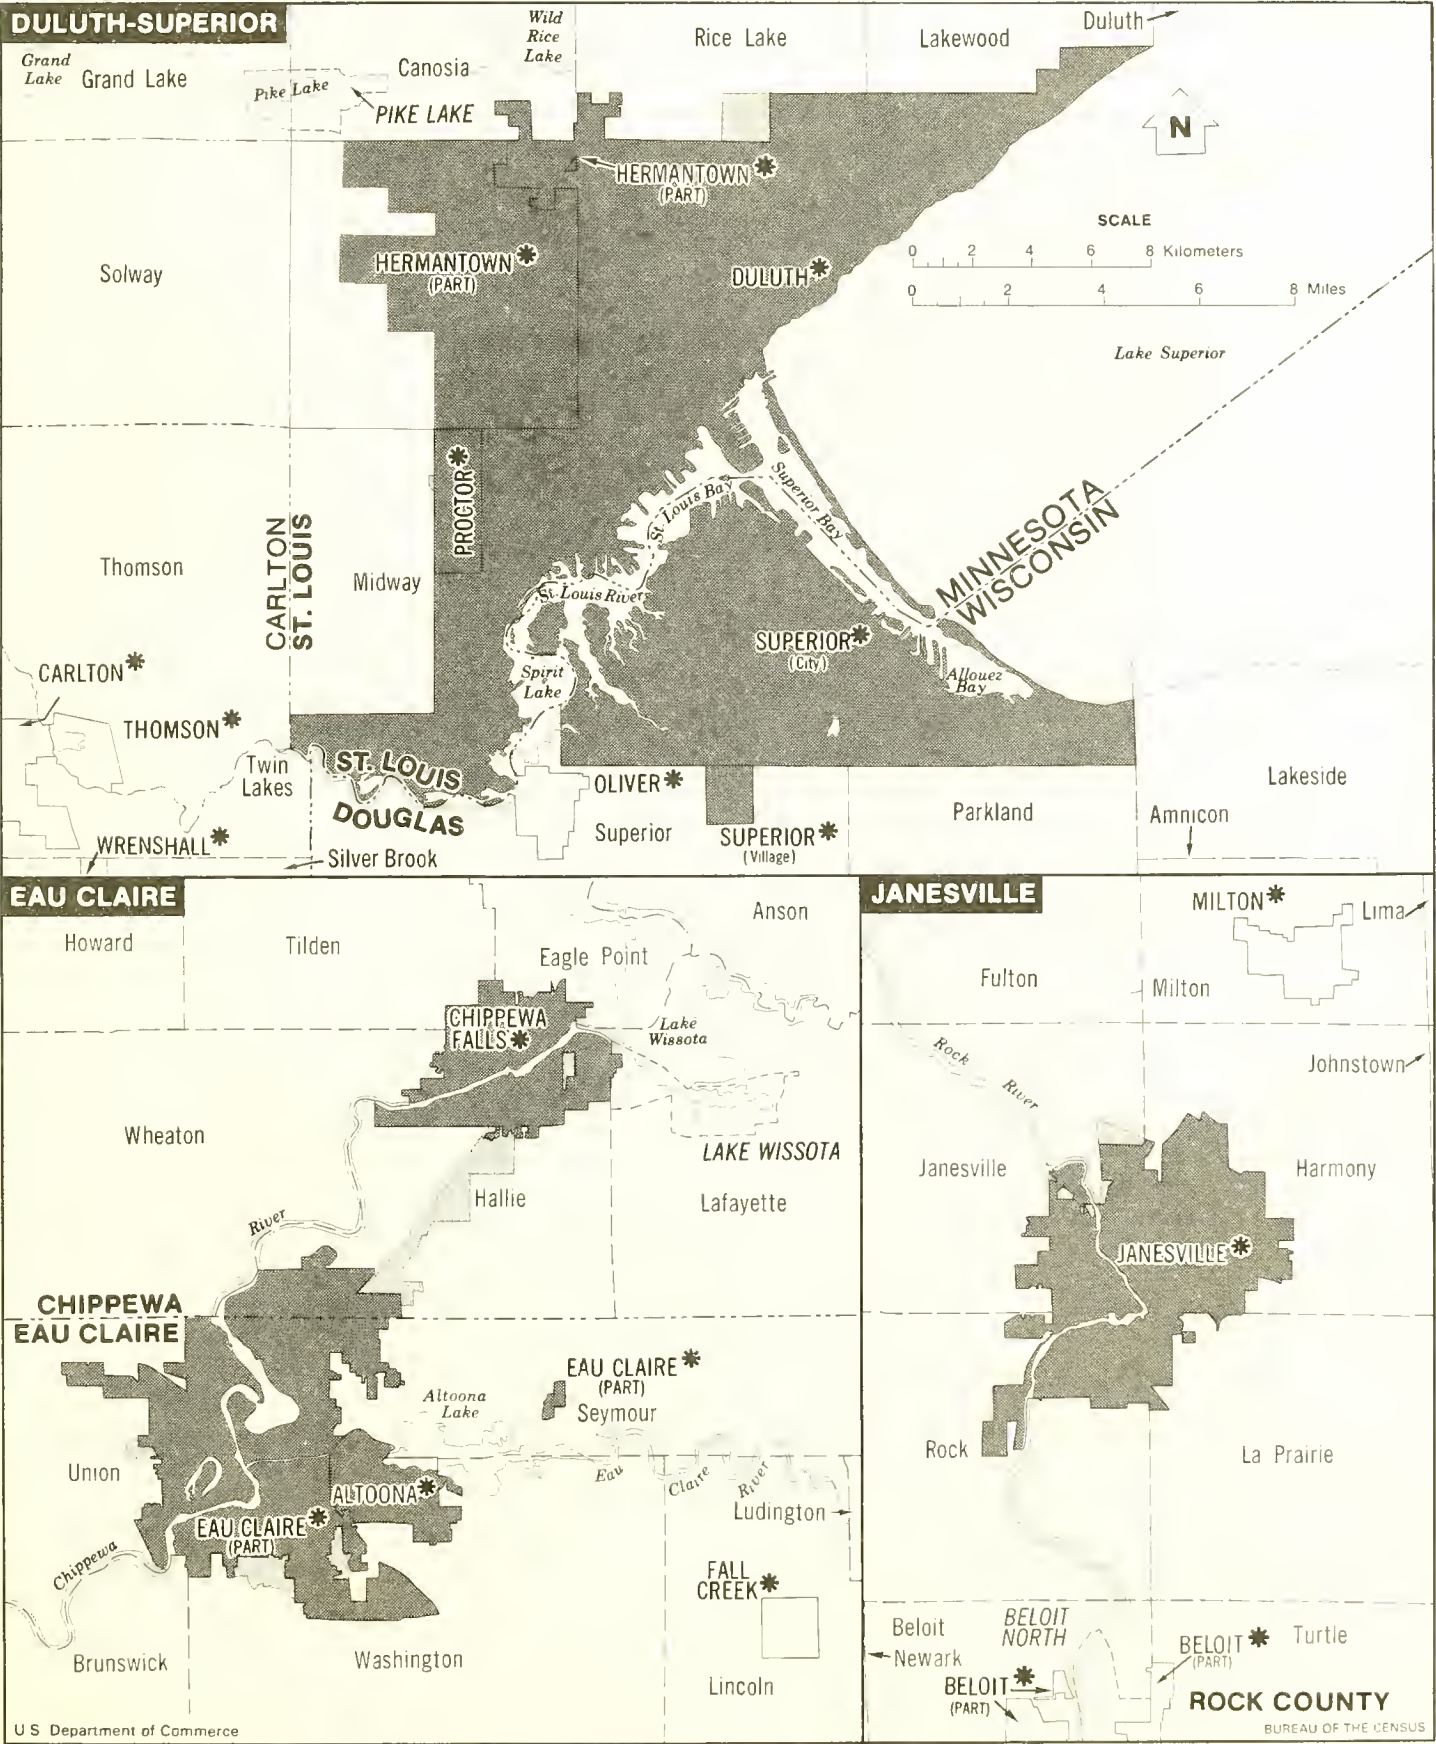 DULUTH-SUPERIOR
Grand
Lake
Grand Lake
Pike Lake
PIKE LAKE
Canosia
Wild
Rice
Lake
Rice Lake
Lakewood
Duluth
N
HERMANTOWN
(PART)
SCALE
0 2 4 6 8 Kilometers
0 2 4 6 8 Miles
Solway
HERMANTOWN
(PART)
DULUTH
Lake Superior
PROCTOR
St. Louis Bay
Superior Bay
MINNESOTA
WISCONSIN
CARLTON
ST. LOUIS
Thomson
Midway
St. Louis River
SUPERIOR
(City)
Spirit
Lake
Allouez
Bay
CARLTON
THOMSON
Twin
Lakes
ST. LOUIS
DOUGLAS
OLIVER
Superior
SUPERIOR
(Village)
Parkland
Lakeside
Amnicon
WRENSHALL
Silver Brook
EAU CLAIRE
Howard
Tilden
Eagle Point
Anson
CHIPPEWA
FALLS
Lake
Wissota
Wheaton
LAKE WISSOTA
Hallie
Lafayette
River
CHIPPEWA
EAU CLAIRE
EAU CLAIRE
(PART)
Seymour
Altoona
Lake
Union
Eau Claire River
ALTOONA
Ludington
EAU CLAIRE
(PART)
Chippewa
FALL
CREEK
Brunswick
Washington
Lincoln
U S Department of Commerce
JANESVILLE
MILTON
Lima
Fulton
Milton
Rock River
Johnstown
Janesville
Harmony
JANESVILLE
Rock
La Prairie
Beloit
Newark
BELOIT
NORTH
BELOIT
(PART)
BELOIT
(PART)
Turtle
ROCK COUNTY
BUREAU OF THE CENSUS